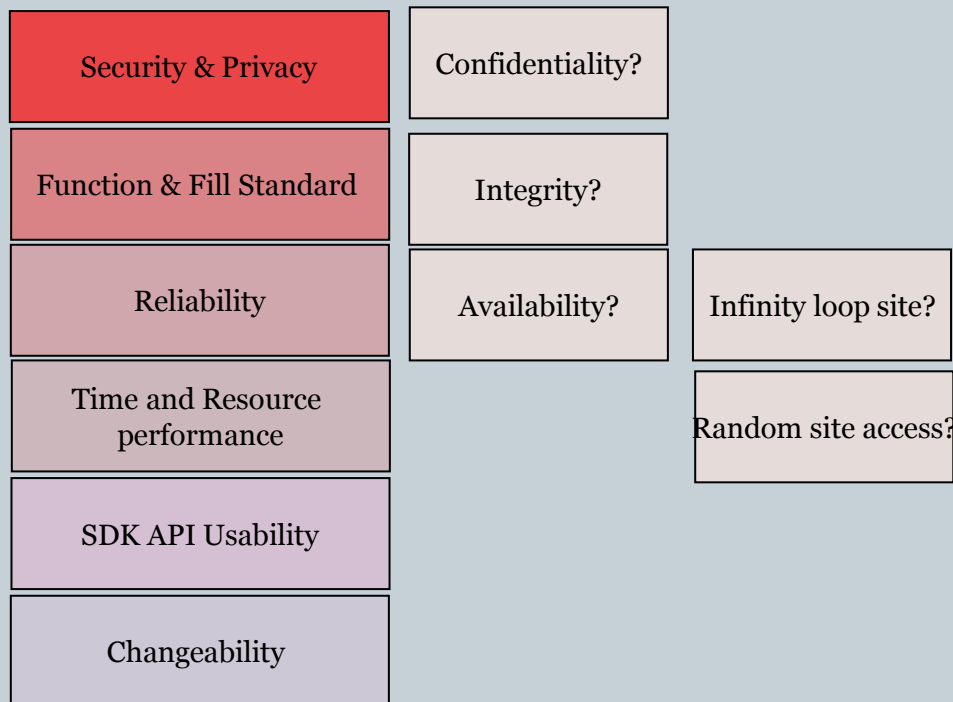 Security & Privacy
Confidentiality?
Function & Fill Standard
Integrity?
Reliability
Availability?
Infinity loop site?
Time and Resource
performance
Random site access?
SDK API Usability
Changeability